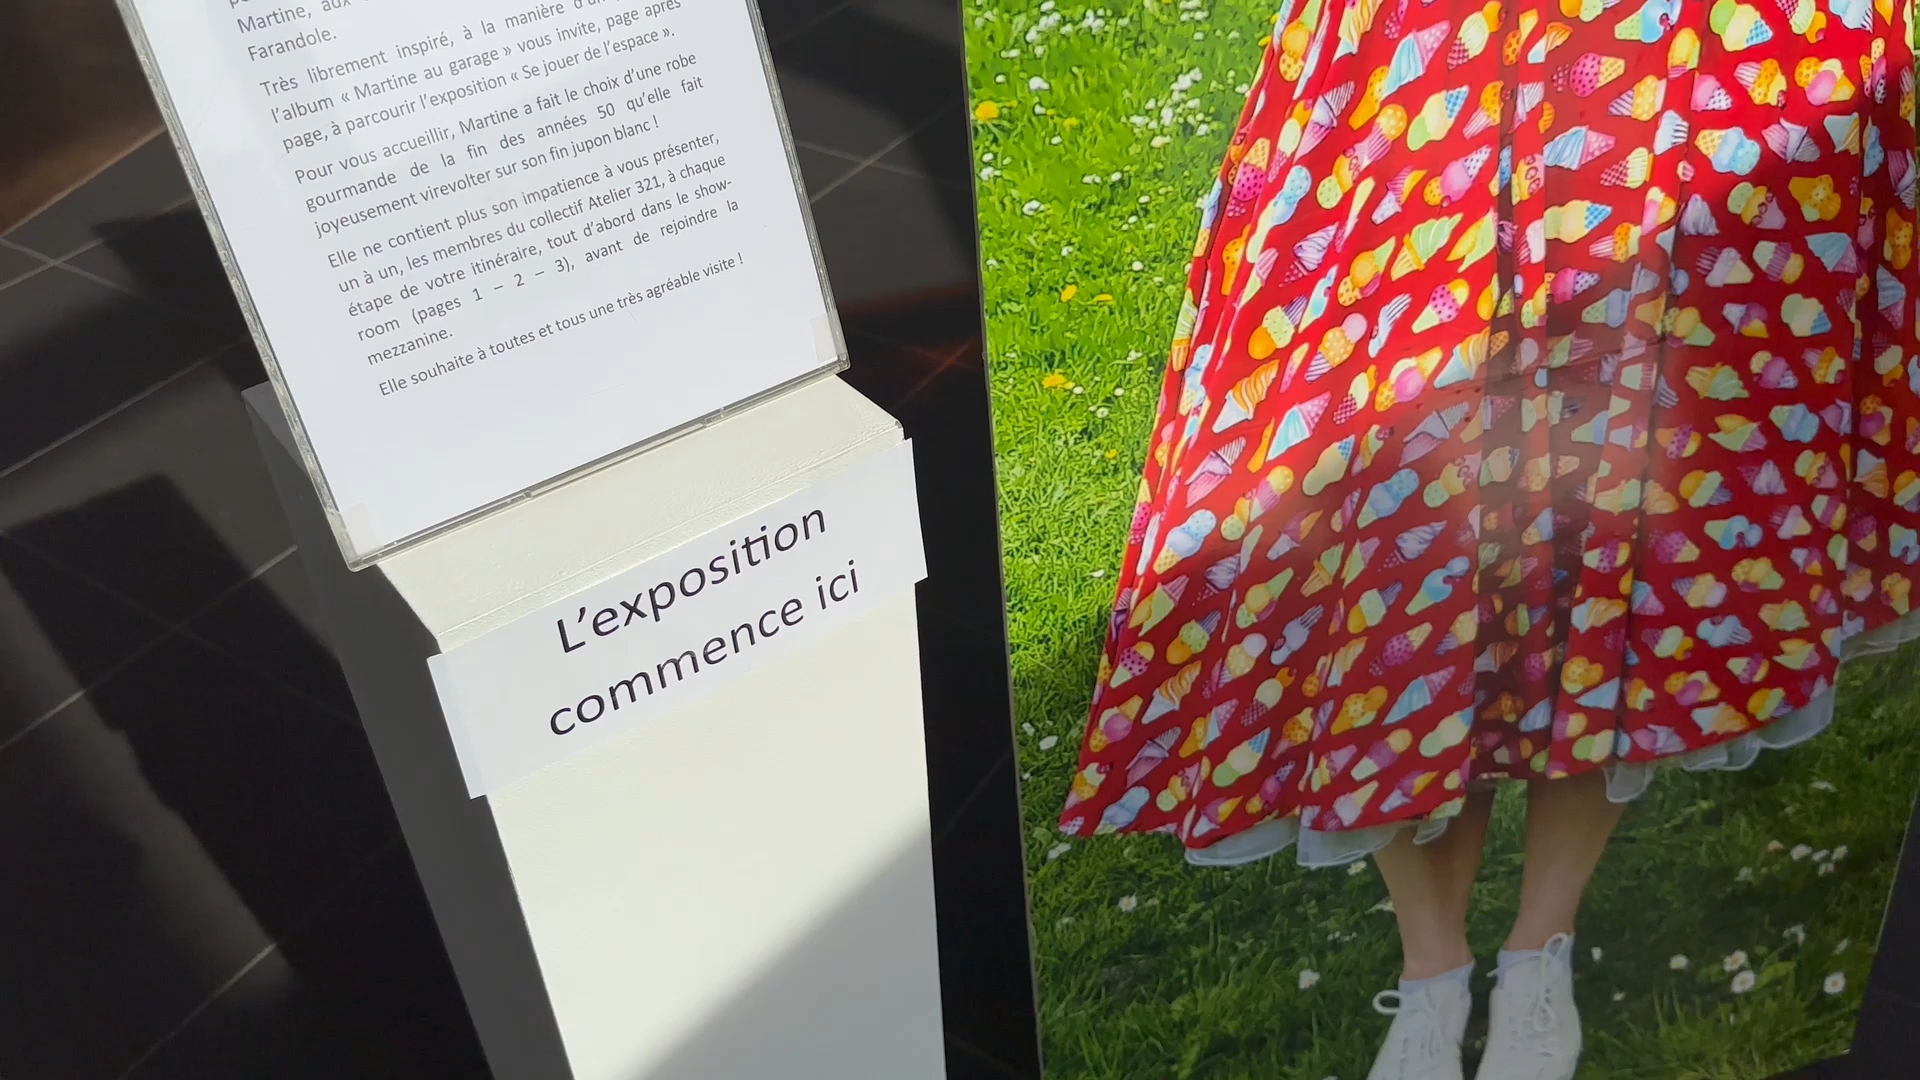 Martine, aux
Farandole.
Très librement inspiré, à la manière
l'album « Martine au garage » vous invite, page après
page, à parcourir l'exposition « Se jouer de l'espace ».
Pour vous accueillir, Martine a fait le choix d'une robe
gourmande de la fin des années 50 qu'elle fait
joyeusement virevolter sur son fin jupon blanc !
Elle ne contient plus son impatience à vous présenter,
un à un, les membres du collectif Atelier 321, à chaque
étape de votre itinéraire, tout d'abord dans le show-
room (pages 1 – 2 – 3), avant de rejoindre la
mezzanine.
Elle souhaite à toutes et tous une très agréable visite !
L'exposition
commence ici